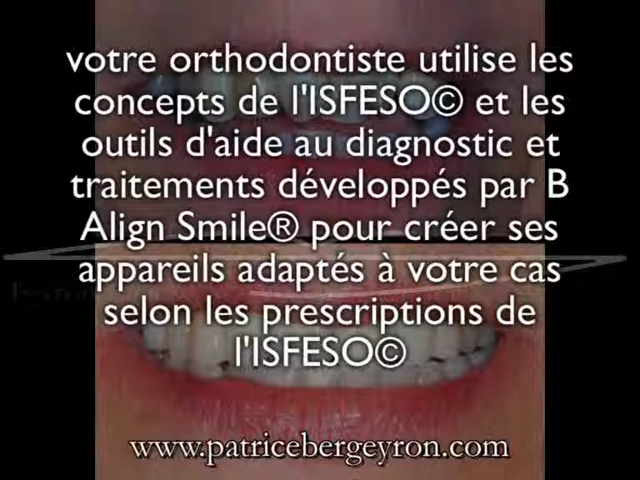 votre orthodontiste utilise les
concepts de l'ISFESO© et les
outils d'aide au diagnostic et
traitements développés par B
Align Smile® pour créer ses
appareils adaptés à votre cas
selon les prescriptions de
l'ISFESO©
www.patricebergeyron.com